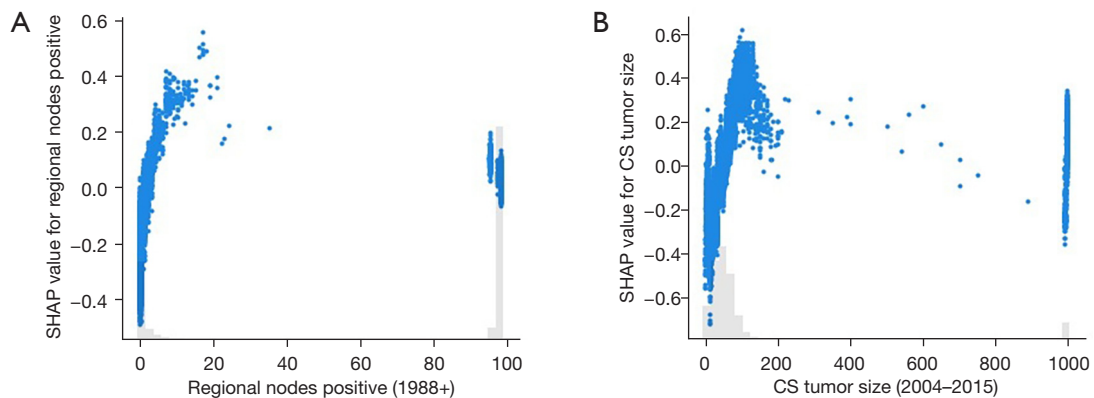 A
SHAP value for regional nodes positive
0.6
0.4
0.2
0.0
−0.2
−0.4
0 20 40 60 80 100
Regional nodes positive (1988+)
B
SHAP value for CS tumor size
0.6
0.4
0.2
0.0
−0.2
−0.4
−0.6
0 200 400 600 800 1000
CS tumor size (2004–2015)